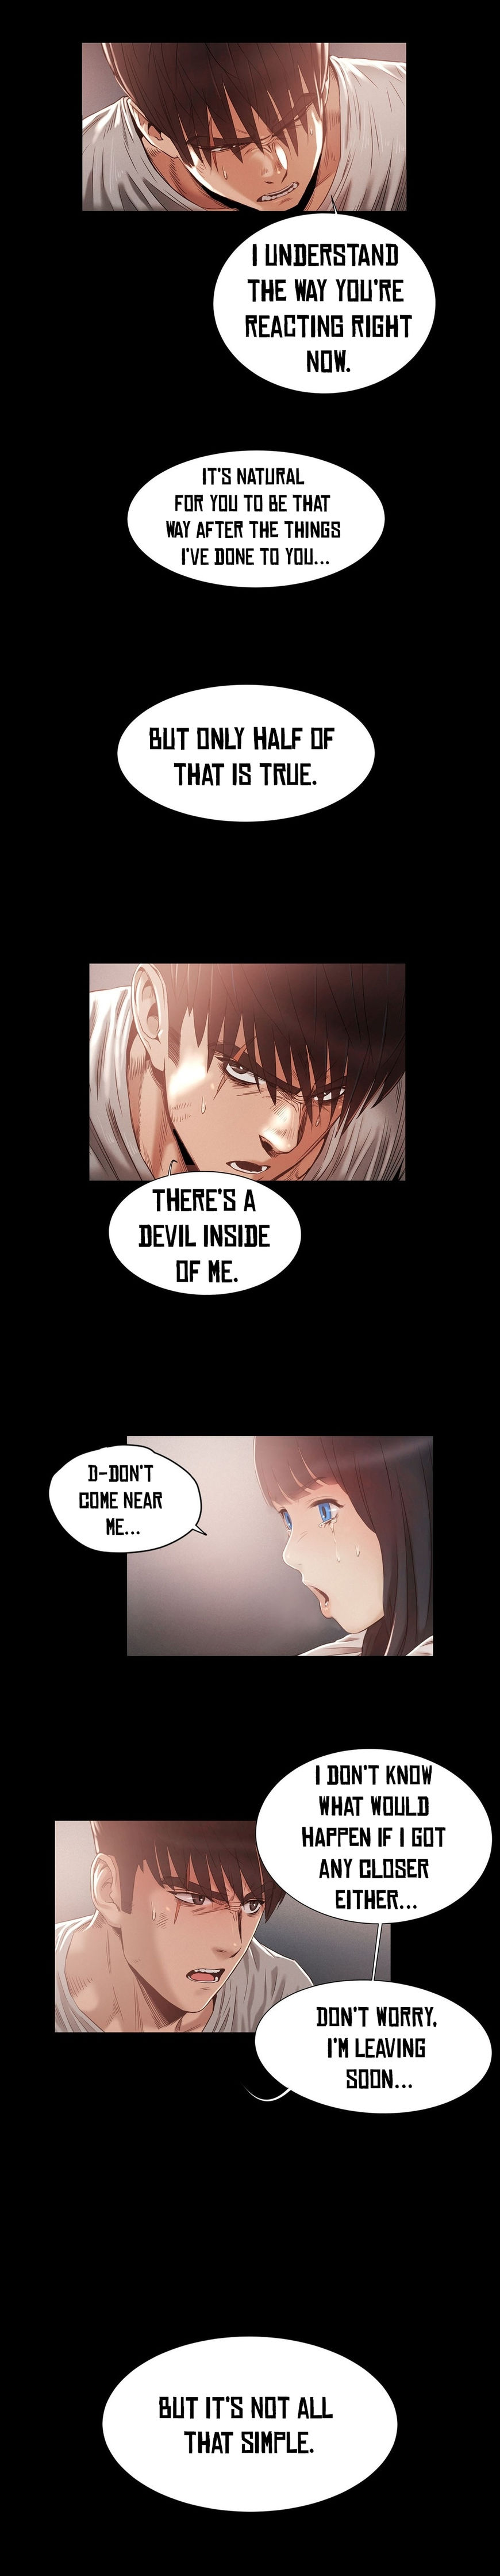 I UNDERSTAND
THE WAY YOU'RE
REACTING RIGHT
NOW.
IT'S NATURAL
FOR YOU TO BE THAT
WAY AFTER THE THINGS
I'VE DONE TO YOU...
BUT ONLY HALF OF
THAT IS TRUE.
THERE'S A
DEVIL INSIDE
OF ME.
D-DON'T
COME NEAR
ME...
I DON'T KNOW
WHAT WOULD
HAPPEN IF I GOT
ANY CLOSER
EITHER...
DON'T WORRY.
I'M LEAVING
SOON...
BUT IT'S NOT ALL
THAT SIMPLE.